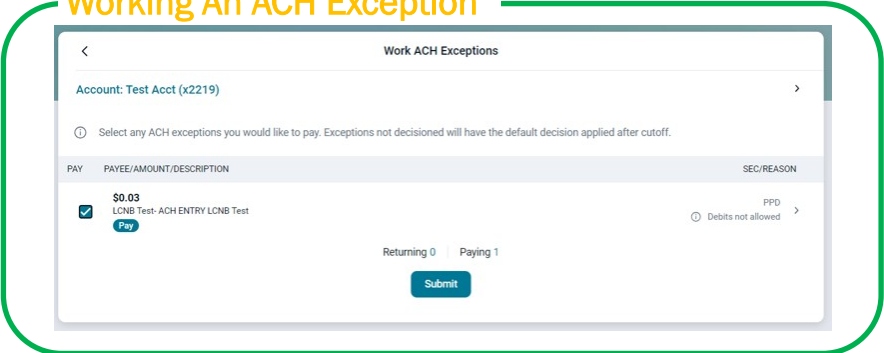 Working An ACH Exception
Work ACH Exceptions
Account: Test Acct (x2219)
Select any ACH exceptions you would like to pay. Exceptions not decisioned will have the default decision applied after cutoff.
PAY PAYEE/AMOUNT/DESCRIPTION SEC/REASON
$0.03
LCNB Test- ACH ENTRY LCNB Test
PPD
Debits not allowed
Pay
Returning 0 Paying 1
Submit